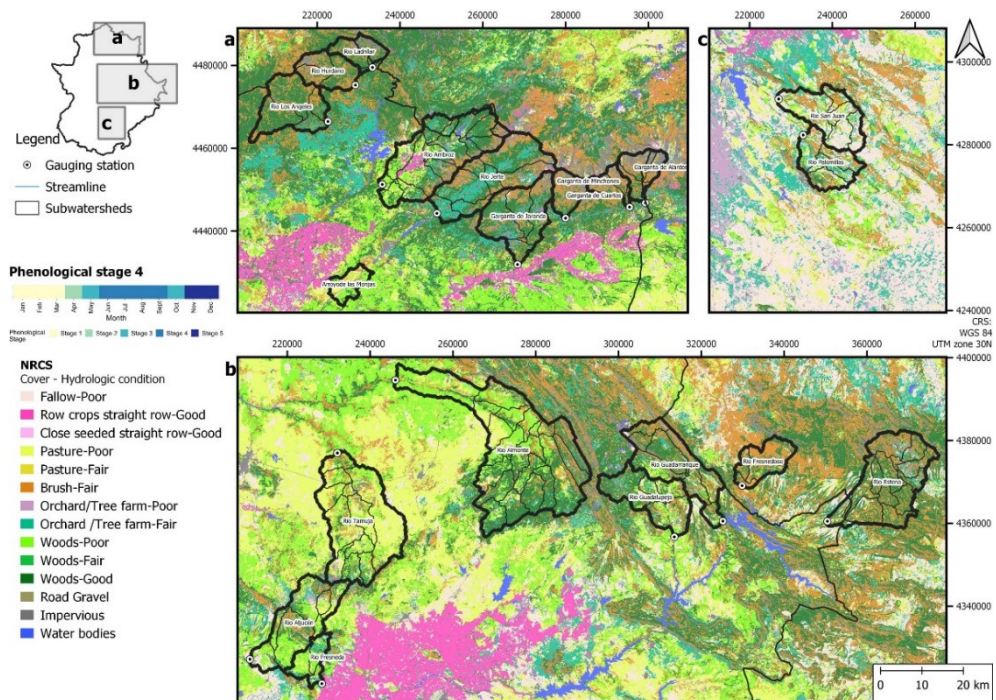 a
b
c
Legend
Gauging station
Streamline
Subwatersheds
Phenological stage 4
Jan
Feb
Mar
Apr
May
Jun
Jul
Aug
Sept
Oct
Nov
Dec
Month
Phenological
Stage
Stage 1
Stage 2
Stage 3
Stage 4
Stage 5
NRCS
Cover - Hydrologic condition
Fallow-Poor
Row crops straight row-Good
Close seeded straight row-Good
Pasture-Poor
Pasture-Fair
Brush-Fair
Orchard/Tree farm-Poor
Orchard /Tree farm-Fair
Woods-Poor
Woods-Fair
Woods-Good
Road Gravel
Impervious
Water bodies
a
220000
240000
260000
280000
300000
4480000
4460000
4440000
Rio Ladrillar
Rio Hurdano
Rio Los Angeles
Rio Ambroz
Rio Jerte
Garganta de Jaranda
Garganta de Minchones
Garganta de Cuartos
Garganta de Alardos
Arroyo de las Monjas
c
220000
240000
260000
4300000
4280000
4260000
4240000
Rio San Juan
Rio Palomillas
CRS:
WGS 84
UTM zone 30N
b
220000
240000
260000
280000
300000
320000
340000
360000
4400000
4380000
4360000
4340000
Rio Almonte
Rio Tamuja
Rio Guadarranque
Rio Guadalupejo
Rio Fresnedoso
Rio Estena
Rio Aljucén
Rio Fresneda
0
10
20 km